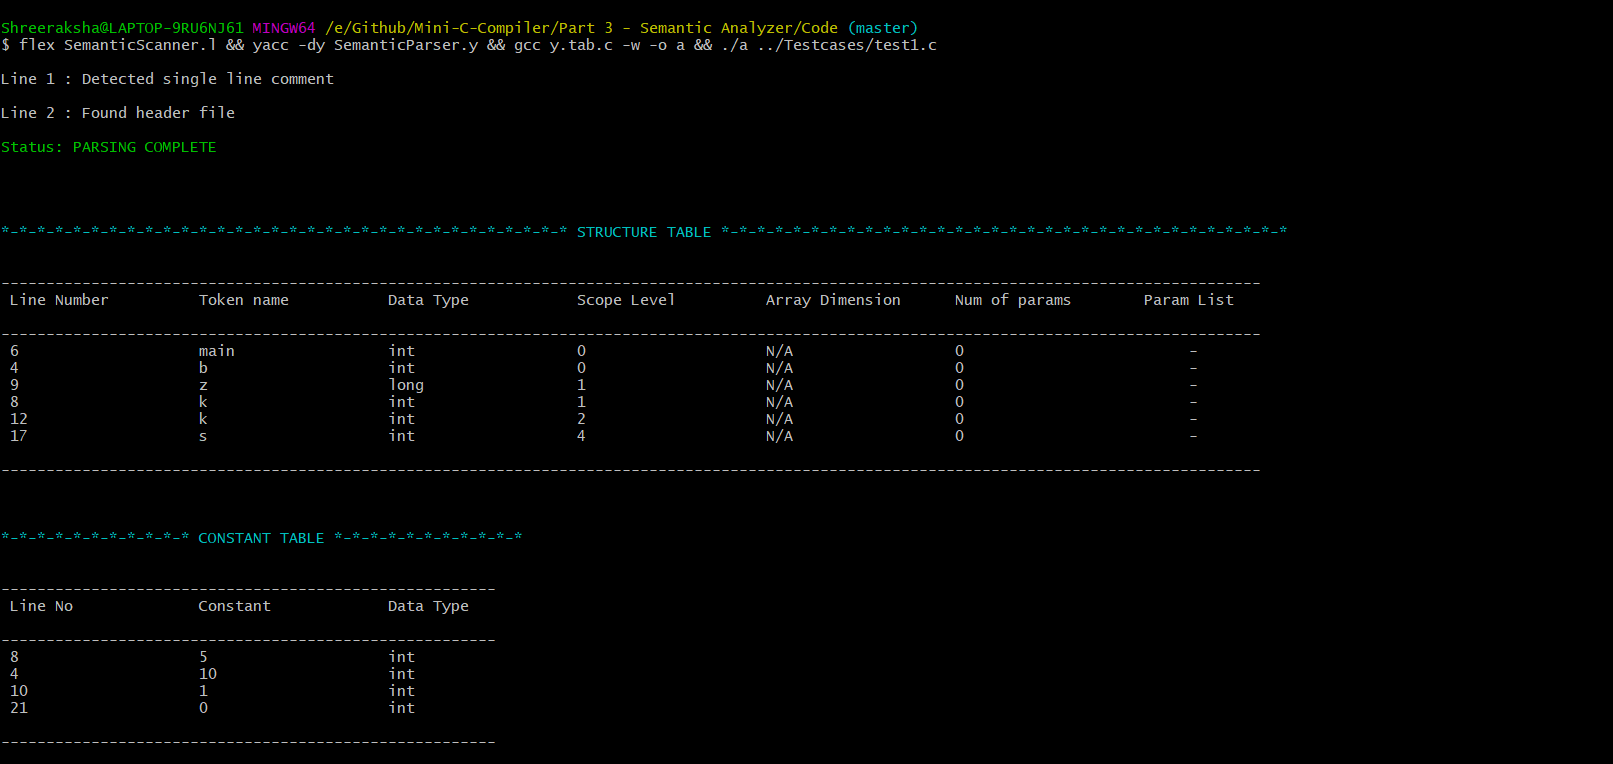 Shreeraksha@LAPTOP-9RU6NJ61 MINGW64 /e/Github/Mini-C-Compiler/Part 3 - Semantic Analyzer/Code (master)
$ flex SemanticScanner.l && yacc -dy SemanticParser.y && gcc y.tab.c -w -o a && ./a ../Testcases/test1.c
Line 1 : Detected single line comment
Line 2 : Found header file
Status: PARSING COMPLETE
*-*-*-*-*-*-*-*-*-*-*-*-*-*-*-*-*-*-*-*-*-*-*-*-*-*-*-*-*-*-*-* STRUCTURE TABLE *-*-*-*-*-*-*-*-*-*-*-*-*-*-*-*-*-*-*-*-*-*-*-*-*-*-*-*-*-*-*-*
--------------------------------------------------------------------------------------------------------------------------------------------
Line Number Token name Data Type Scope Level Array Dimension Num of params Param List
--------------------------------------------------------------------------------------------------------------------------------------------
6 main int 0 N/A 0 -
4 b int 0 N/A 0 -
9 z long 1 N/A 0 -
8 k int 1 N/A 0 -
12 k int 2 N/A 0 -
17 s int 4 N/A 0 -
--------------------------------------------------------------------------------------------------------------------------------------------
*-*-*-*-*-*-*-*-*-*-* CONSTANT TABLE *-*-*-*-*-*-*-*-*-*-*
-------------------------------------------------------
Line No Constant Data Type
-------------------------------------------------------
8 5 int
4 10 int
10 1 int
21 0 int
-------------------------------------------------------